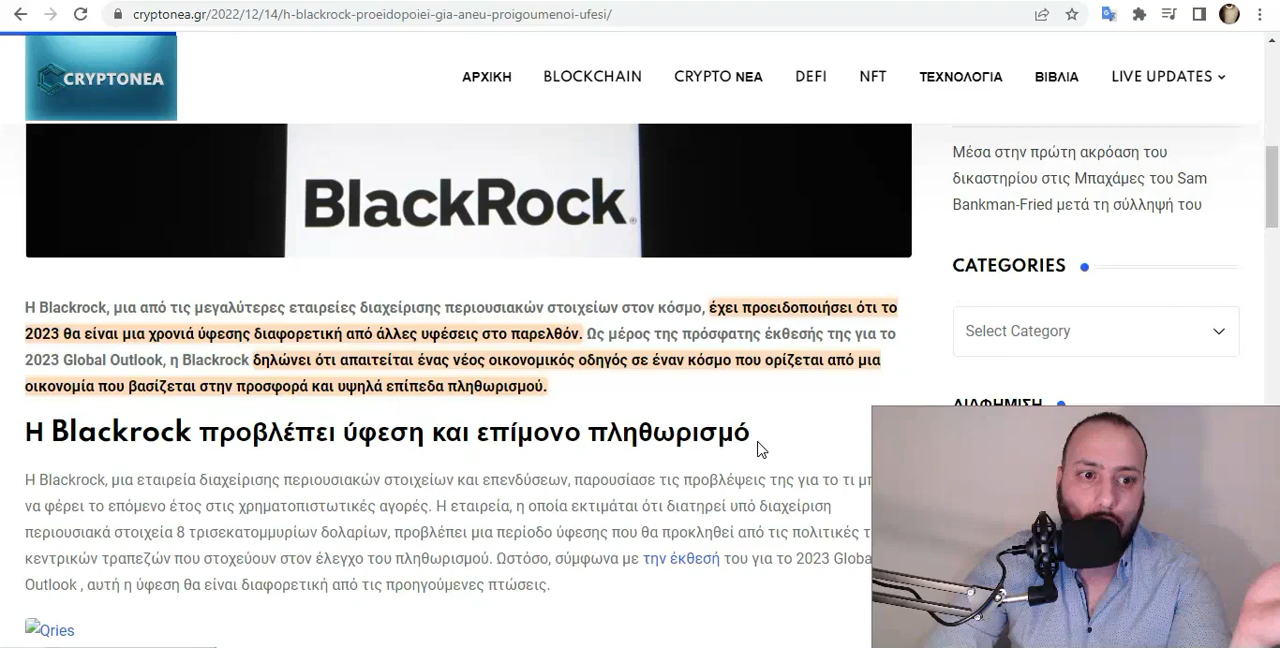 cryptonea.gr/2022/12/14/h-blackrock-proeidopoiei-gia-aneu-proigoumenoi-ufesi/
CRYPTONEA
ΑΡΧΙΚΗ BLOCKCHAIN CRYPTO ΝΕΑ DEFI NFT ΤΕΧΝΟΛΟΓΙΑ ΒΙΒΛΙΑ LIVE UPDATES
BlackRock
Η Blackrock, μια από τις μεγαλύτερες εταιρείες διαχείρισης περιουσιακών στοιχείων στον κόσμο, έχει προειδοποιήσει ότι το
2023 θα είναι μια χρονιά ύφεσης διαφορετική από άλλες υφέσεις στο παρελθόν. Ως μέρος της πρόσφατης έκθεσής της για το
2023 Global Outlook, η Blackrock δηλώνει ότι απαιτείται ένας νέος οικονομικός οδηγός σε έναν κόσμο που ορίζεται από μια
οικονομία που βασίζεται στην προσφορά και υψηλά επίπεδα πληθωρισμού.
Η Blackrock προβλέπει ύφεση και επίμονο πληθωρισμό
Η Blackrock, μια εταιρεία διαχείρισης περιουσιακών στοιχείων και επενδύσεων, παρουσίασε τις προβλέψεις της για το τι
να φέρει το επόμενο έτος στις χρηματοπιστωτικές αγορές. Η εταιρεία, η οποία εκτιμάται ότι διατηρεί υπό διαχείριση
περιουσιακά στοιχεία 8 τρισεκατομμυρίων δολαρίων, προβλέπει μια περίοδο ύφεσης που θα προκληθεί από τις πολιτικές
κεντρικών τραπεζών που στοχεύουν στον έλεγχο του πληθωρισμού. Ωστόσο, σύμφωνα με την έκθεσή του για το 2023 Globa
Outlook , αυτή η ύφεση θα είναι διαφορετική από τις προηγούμενες πτώσεις.
Qries
Μέσα στην πρώτη ακρόαση του
δικαστηρίου στις Μπαχάμες του Sam
Bankman-Fried μετά τη σύλληψή του
CATEGORIES
Select Category
ΔΙΑΦΗΜΙΣΗ